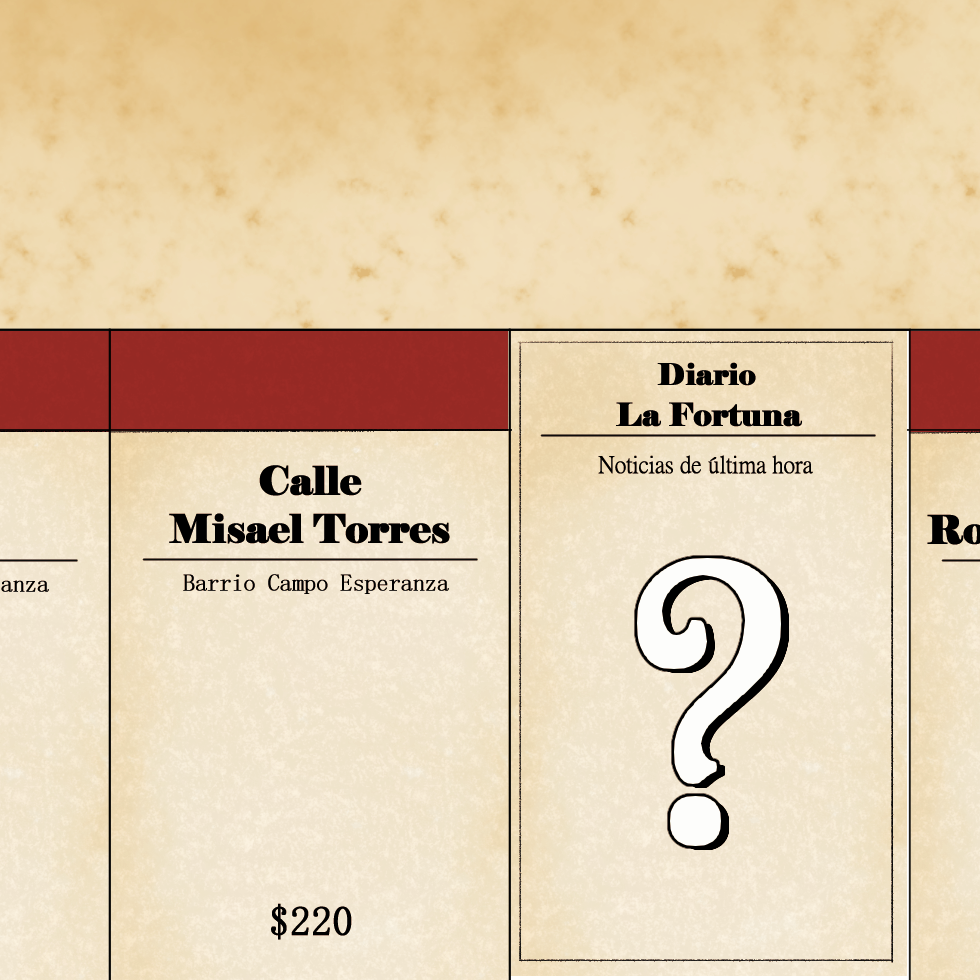 anza
Calle
Misael Torres
Barrio Campo Esperanza
$220
Diario
La Fortuna
Noticias de última hora
?
Ro